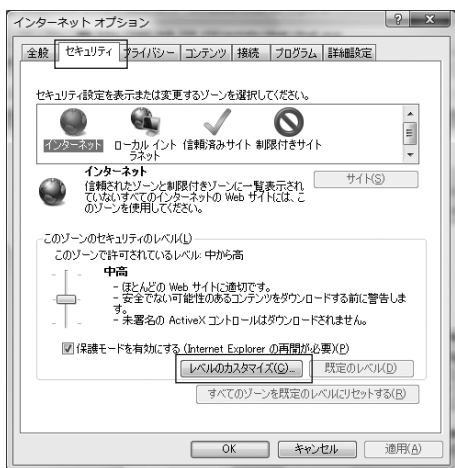 インターネット オプション
全般 セキュリティ プライバシー コンテンツ 接続 プログラム 詳細設定
セキュリティ設定を表示または変更するゾーンを選択してください。
インターネット ローカル イント 信頼済みサイト 制限付きサイト
ラネット
インターネット
信頼されたゾーンと制限付きゾーンに一覧表示され
ていないすべてのインターネットの Web サイトには、こ
のゾーンを使用してください。
サイト(S)
このゾーンのセキュリティのレベル(L)
このゾーンで許可されているレベル: 中から高
中高
- ほとんどの Web サイトに適切です。
- 安全でない可能性のあるコンテンツをダウンロードする前に警告しま
す。
- 未署名の ActiveX コントロールはダウンロードされません。
保護モードを有効にする (Internet Explorer の再開が必要)(P)
レベルのカスタマイズ(C)... 既定のレベル(D)
すべてのゾーンを既定のレベルにリセットする(R)
OK キャンセル 適用(A)